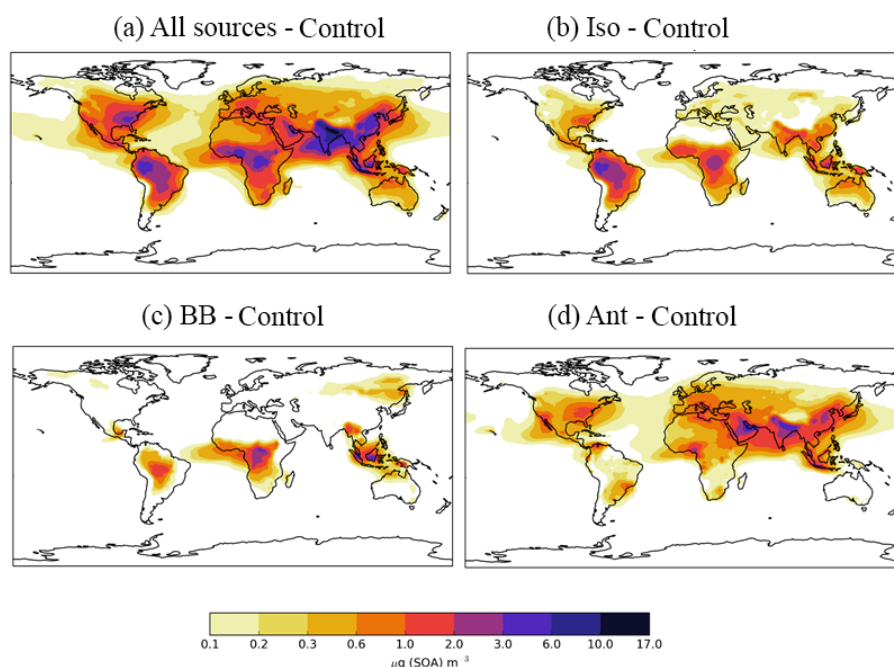 (a) All sources - Control
(b) Iso - Control
(c) BB - Control
(d) Ant - Control
0.1 0.2 0.3 0.6 1.0 2.0 3.0 6.0 10.0 17.0
μg (SOA) m⁻³